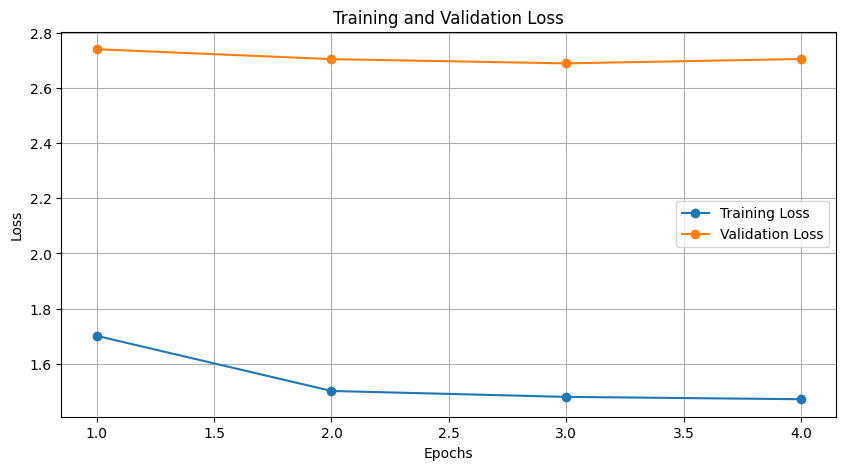 Training and Validation Loss
2.8
2.6
2.4
2.2
2.0
1.8
1.6
Loss
Training Loss
Validation Loss
1.0 1.5 2.0 2.5 3.0 3.5 4.0
Epochs